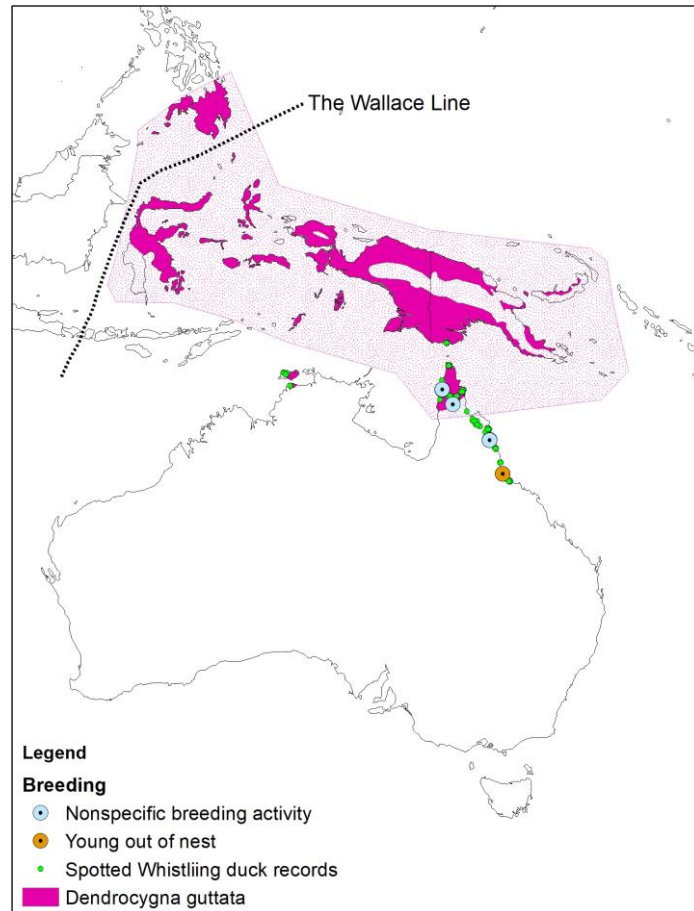 The Wallace Line
Legend
Breeding
Nonspecific breeding activity
Young out of nest
Spotted Whistliing duck records
Dendrocygna guttata